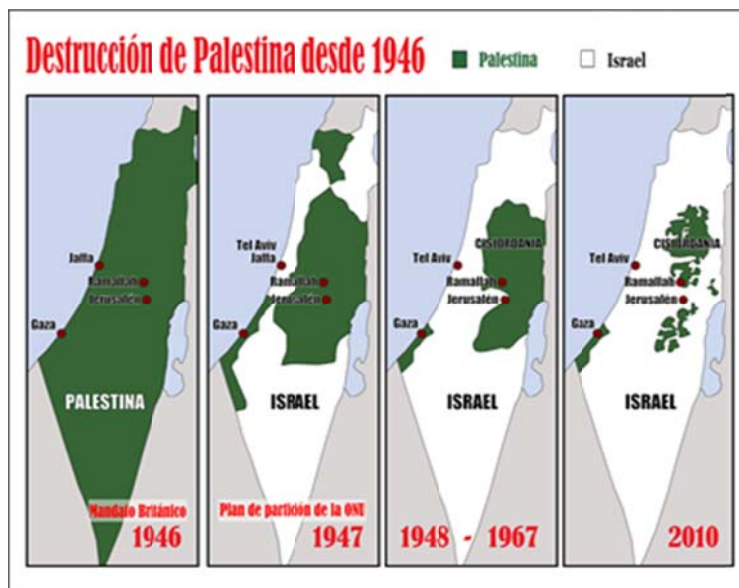 Destrucción de Palestina desde 1946
Palestina
Israel
Jaffa
Ramallah
Jerusalén
Gaza
PALESTINA
Mandato Británico
1946
Tel Aviv
Jaffa
Ramallah
Jerusalén
Gaza
ISRAEL
Plan de partición de la ONU
1947
CISJORDANIA
Tel Aviv
Ramallah
Jerusalén
Gaza
ISRAEL
1948 - 1967
CISJORDANIA
Tel Aviv
Ramallah
Jerusalén
Gaza
ISRAEL
2010